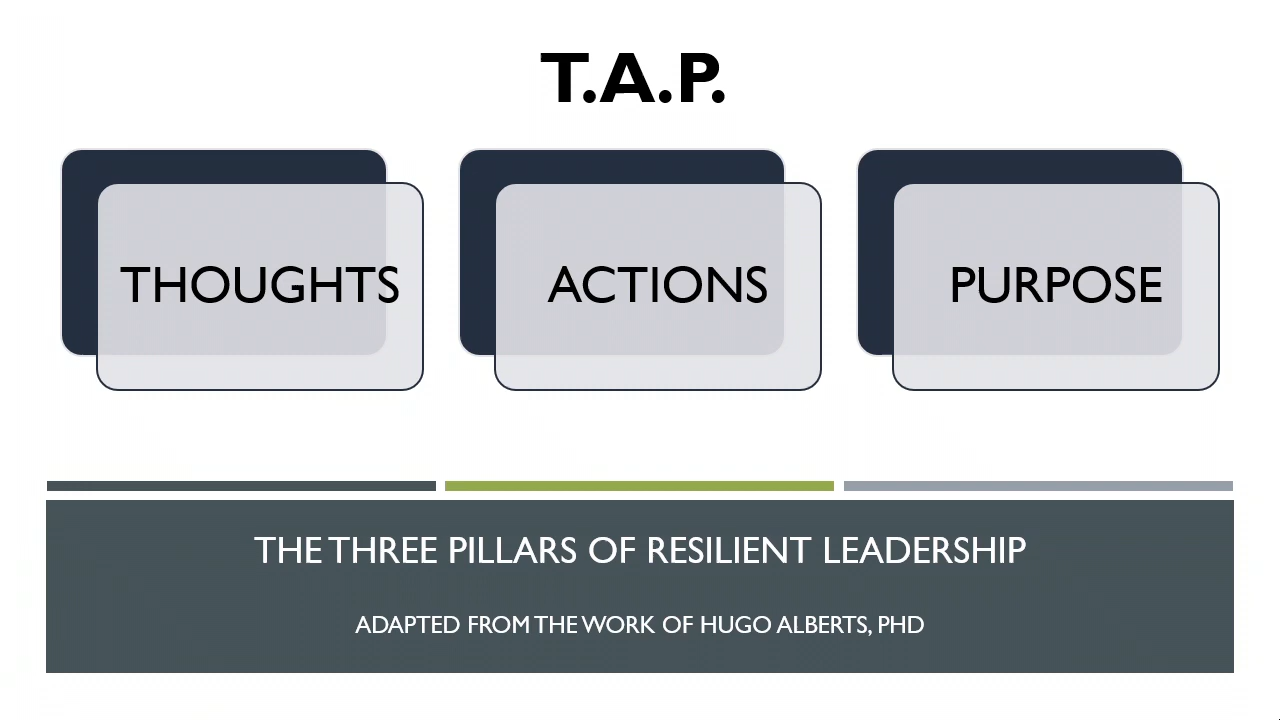 T.A.P.
THOUGHTS
ACTIONS
PURPOSE
THE THREE PILLARS OF RESILIENT LEADERSHIP
ADAPTED FROM THE WORK OF HUGO ALBERTS, PHD